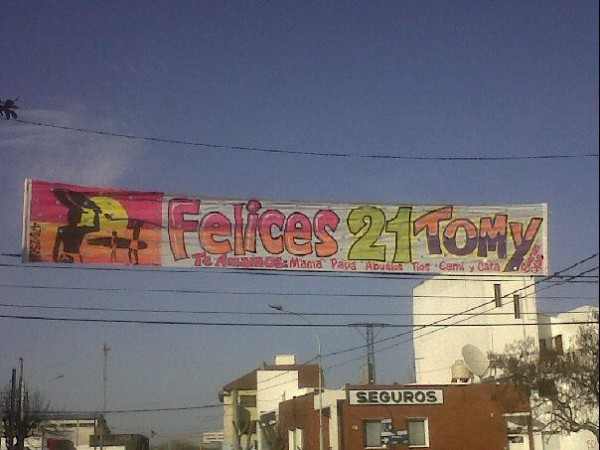 Felices 21 TOMY
Te Amamos: Mamá Papá Abuelos Tíos Cami y Cata
SEGUROS